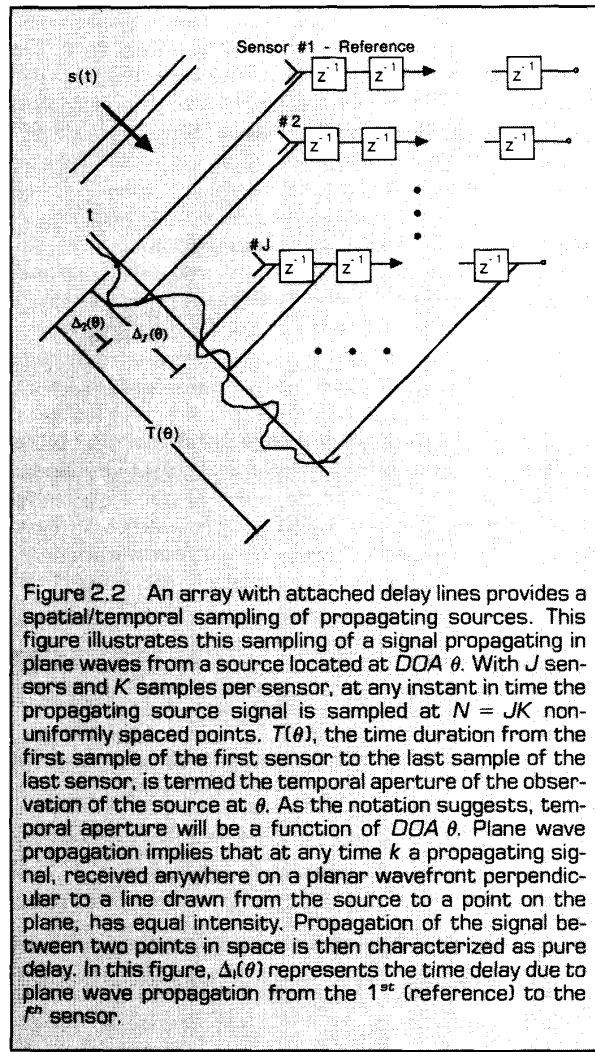 Sensor #1 - Reference
s(t)
z⁻¹ z⁻¹ z⁻¹
#2
z⁻¹ z⁻¹ z⁻¹
t
#J
z⁻¹ z⁻¹ z⁻¹
Δ₂(θ)
Δ_J(θ)
T(θ)
Figure 2.2 An array with attached delay lines provides a
spatial/temporal sampling of propagating sources. This
figure illustrates this sampling of a signal propagating in
plane waves from a source located at DOA θ. With J sen-
sors and K samples per sensor, at any instant in time the
propagating source signal is sampled at N = JK non-
uniformly spaced points. T(θ), the time duration from the
first sample of the first sensor to the last sample of the
last sensor, is termed the temporal aperture of the obser-
vation of the source at θ. As the notation suggests, tem-
poral aperture will be a function of DOA θ. Plane wave
propagation implies that at any time k a propagating sig-
nal, received anywhere on a planar wavefront perpendic-
ular to a line drawn from the source to a point on the
plane, has equal intensity. Propagation of the signal be-
tween two points in space is then characterized as pure
delay. In this figure, Δₗ(θ) represents the time delay due to
plane wave propagation from the 1ˢᵗ (reference) to the
lᵗʰ sensor.